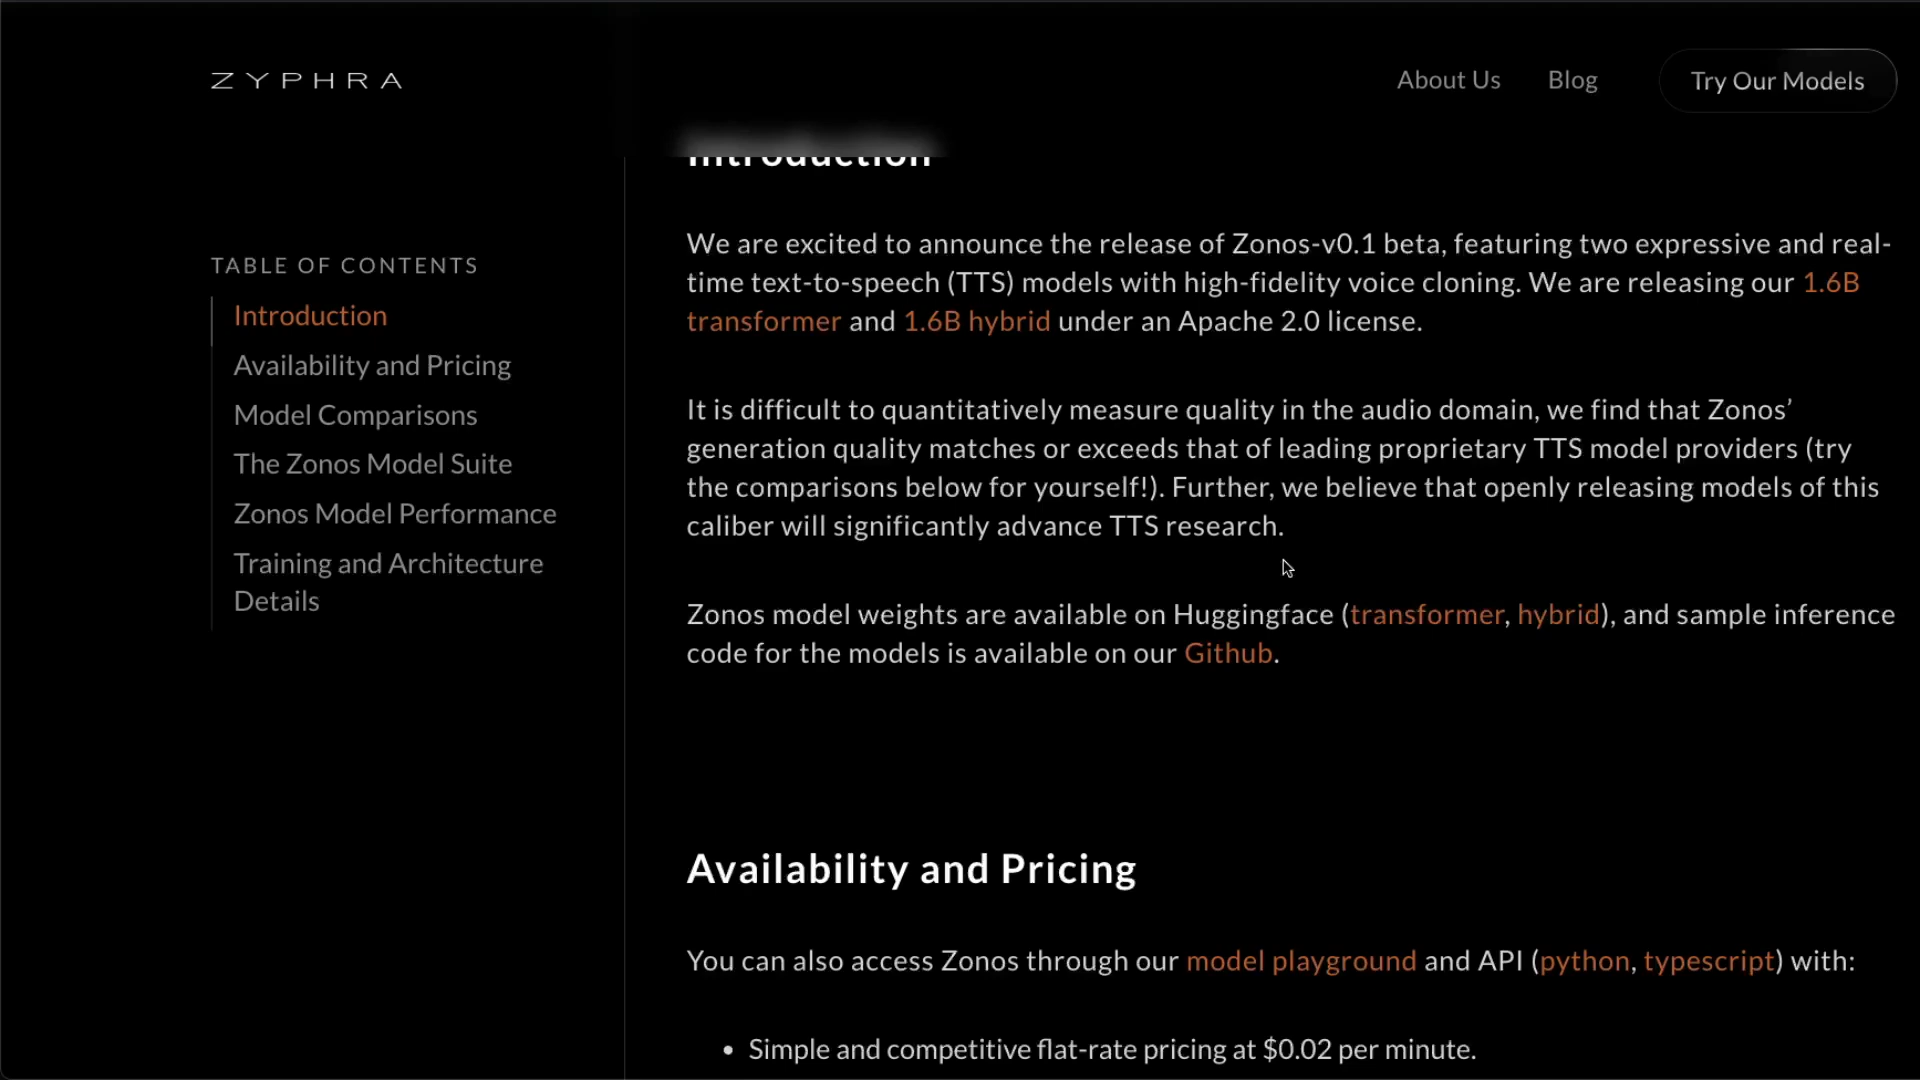 ZYPHRA
About Us
Blog
Try Our Models
TABLE OF CONTENTS
Introduction
Availability and Pricing
Model Comparisons
The Zonos Model Suite
Zonos Model Performance
Training and Architecture
Details
Introduction
We are excited to announce the release of Zonos-v0.1 beta, featuring two expressive and real-
time text-to-speech (TTS) models with high-fidelity voice cloning. We are releasing our 1.6B
transformer and 1.6B hybrid under an Apache 2.0 license.
It is difficult to quantitatively measure quality in the audio domain, we find that Zonos’
generation quality matches or exceeds that of leading proprietary TTS model providers (try
the comparisons below for yourself!). Further, we believe that openly releasing models of this
caliber will significantly advance TTS research.
Zonos model weights are available on Huggingface (transformer, hybrid), and sample inference
code for the models is available on our Github.
Availability and Pricing
You can also access Zonos through our model playground and API (python, typescript) with:
• Simple and competitive flat-rate pricing at $0.02 per minute.